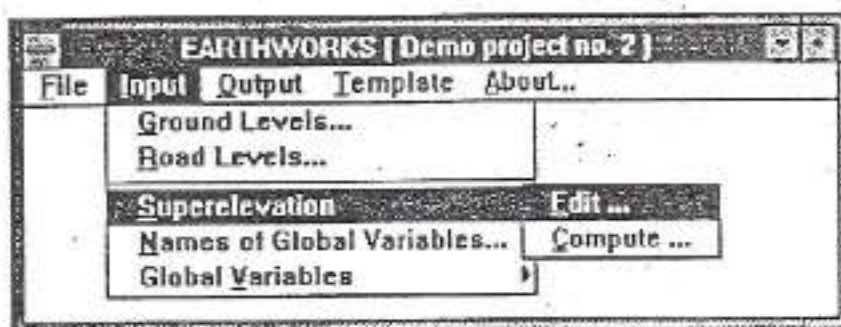 EARTHWORKS [ Demo project no. 2 ]
File Input Output Template About...
Ground Levels...
Road Levels...
Superelevation Edit ...
Names of Global Variables... Compute ...
Global Variables